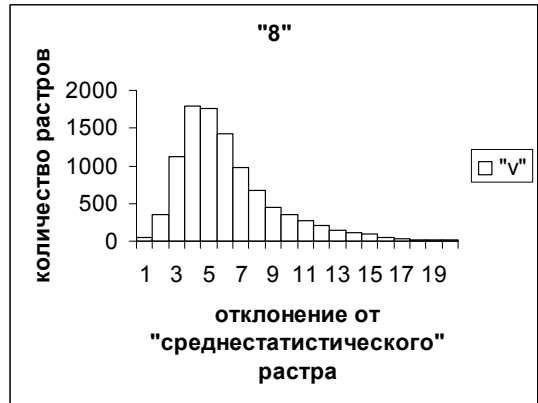 "8"
количество растров
2000
1500
1000
500
0
1 3 5 7 9 11 13 15 17 19
отклонение от
"среднестатистического"
растра
"v"